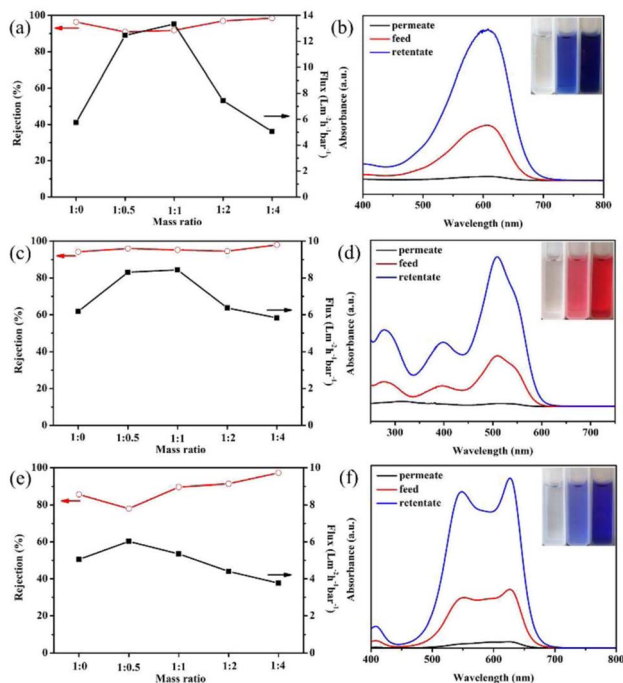 (a)
Rejection (%)
100
80
60
40
20
0
14
12
10
8
6
4
2
0
Flux (Lm⁻²h⁻¹bar⁻¹)
1:0 1:0.5 1:1 1:2 1:4
Mass ratio
(b)
permeate
feed
retentate
Absorbance (a.u.)
400 500 600 700 800
Wavelength (nm)
(c)
Rejection (%)
100
80
60
40
20
0
10
8
6
4
2
0
Flux (Lm⁻²h⁻¹bar⁻¹)
1:0 1:0.5 1:1 1:2 1:4
Mass ratio
(d)
permeate
feed
retentate
Absorbance (a.u.)
300 400 500 600 700
Wavelength (nm)
(e)
Rejection (%)
100
80
60
40
20
0
10
8
6
4
2
0
Flux (Lm⁻²h⁻¹bar⁻¹)
1:0 1:0.5 1:1 1:2 1:4
Mass ratio
(f)
permeate
feed
retentate
Absorbance (a.u.)
400 500 600 700 800
Wavelength (nm)